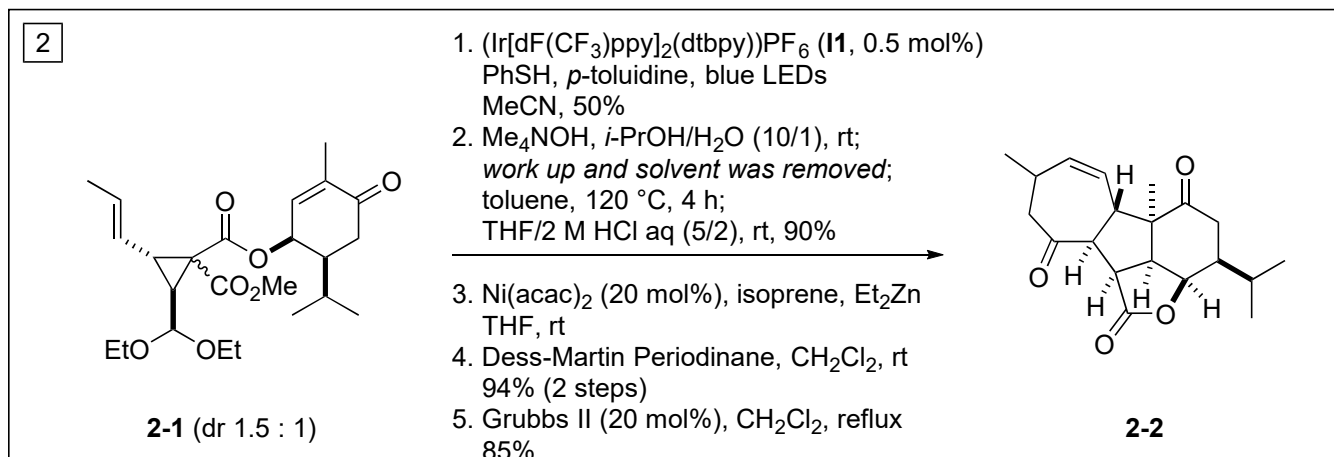 2
1. (Ir[dF(CF3)ppy]2(dtbpy))PF6 (I1, 0.5 mol%)
PhSH, p-toluidine, blue LEDs
MeCN, 50%
2. Me4NOH, i-PrOH/H2O (10/1), rt;
work up and solvent was removed;
toluene, 120 °C, 4 h;
THF/2 M HCl aq (5/2), rt, 90%
3. Ni(acac)2 (20 mol%), isoprene, Et2Zn
THF, rt
4. Dess-Martin Periodinane, CH2Cl2, rt
94% (2 steps)
5. Grubbs II (20 mol%), CH2Cl2, reflux
85%
O
O
O
CO2Me
EtO
OEt
2-1 (dr 1.5 : 1)
H
O
O
H
H
H
O
H
O
2-2